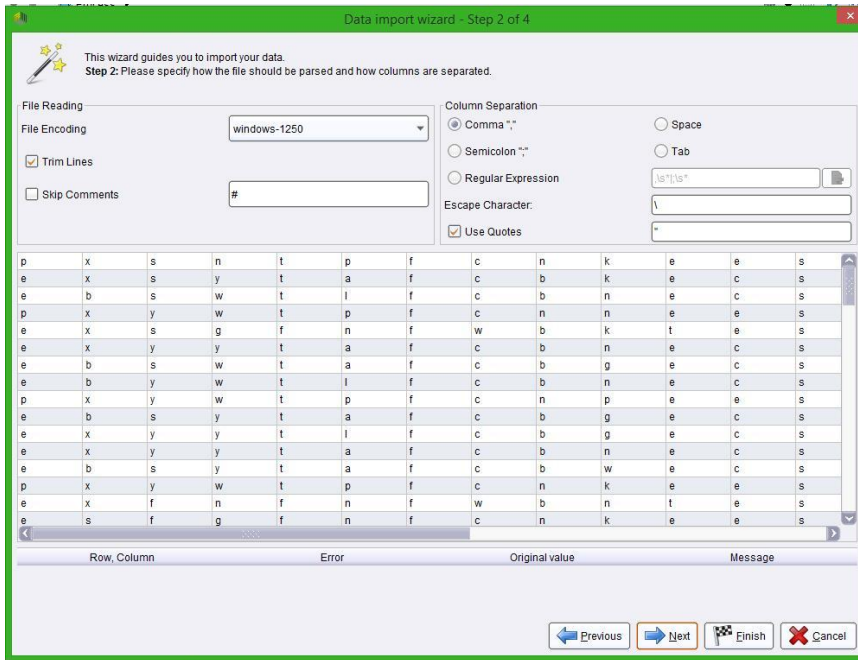 Data import wizard - Step 2 of 4
This wizard guides you to import your data.
Step 2: Please specify how the file should be parsed and how columns are separated.
File Reading
File Encoding windows-1250
Trim Lines
Skip Comments #
Column Separation
Comma "," Space
Semicolon ";" Tab
Regular Expression ,\s*|;\s*
Escape Character: \
Use Quotes "
p x s n t p f c n k e e s
e x s y t a f c b k e c s
e b s w t l f c b n e c s
p x y w t p f c n n e e s
e x s g f n f w b k t e s
e x y y t a f c b n e c s
e b s w t a f c b g e c s
e b y w t l f c b n e c s
p x y w t p f c n p e e s
e b s y t a f c b g e c s
e x y y t l f c b g e c s
e x y y t a f c b n e c s
e b s y t a f c b w e c s
p x y w t p f c n k e e s
e x f n f n f w b n t e s
e s f g f n f c n k e e s
Row, Column Error Original value Message
Previous Next Finish Cancel